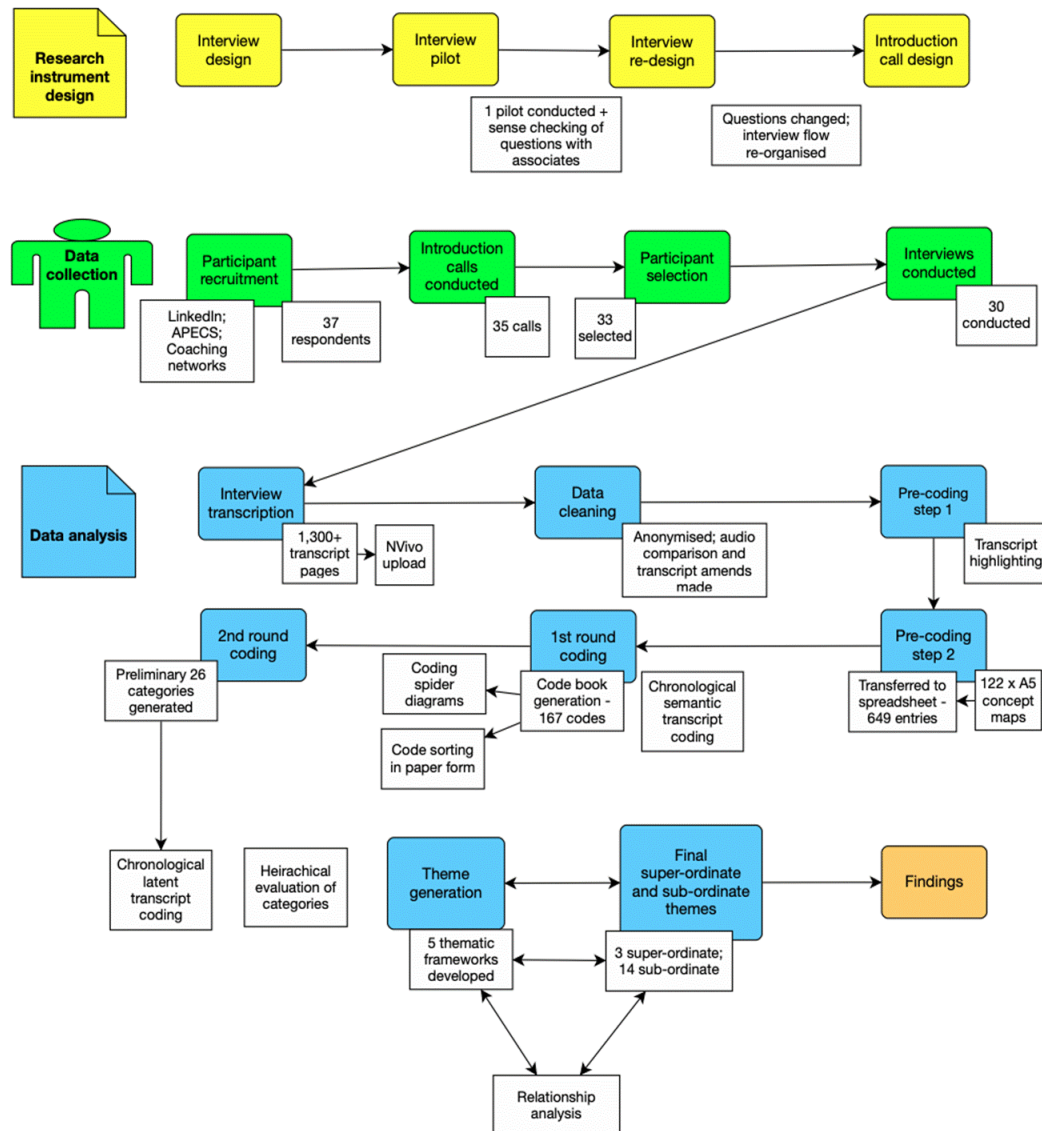 Research
instrument
design
Interview
design
Interview
pilot
Interview
re-design
Introduction
call design
1 pilot conducted +
sense checking of
questions with
associates
Questions changed;
interview flow
re-organised
Data
collection
Participant
recruitment
Introduction
calls
conducted
Participant
selection
Interviews
conducted
LinkedIn;
APECS;
Coaching
networks
37
respondents
35 calls
33
selected
30
conducted
Data analysis
Interview
transcription
Data
cleaning
Pre-coding
step 1
1,300+
transcript
pages
NVivo
upload
Anonymised; audio
comparison and
transcript amends
made
Transcript
highlighting
2nd round
coding
1st round
coding
Pre-coding
step 2
Preliminary 26
categories
generated
Coding
spider
diagrams
Code book
generation -
167 codes
Chronological
semantic
transcript
coding
Transferred to
spreadsheet -
649 entries
122 x A5
concept
maps
Code sorting
in paper form
Chronological
latent
transcript
coding
Heirachical
evaluation of
categories
Theme
generation
Final
super-ordinate
and sub-ordinate
themes
Findings
5 thematic
frameworks
developed
3 super-ordinate;
14 sub-ordinate
Relationship
analysis